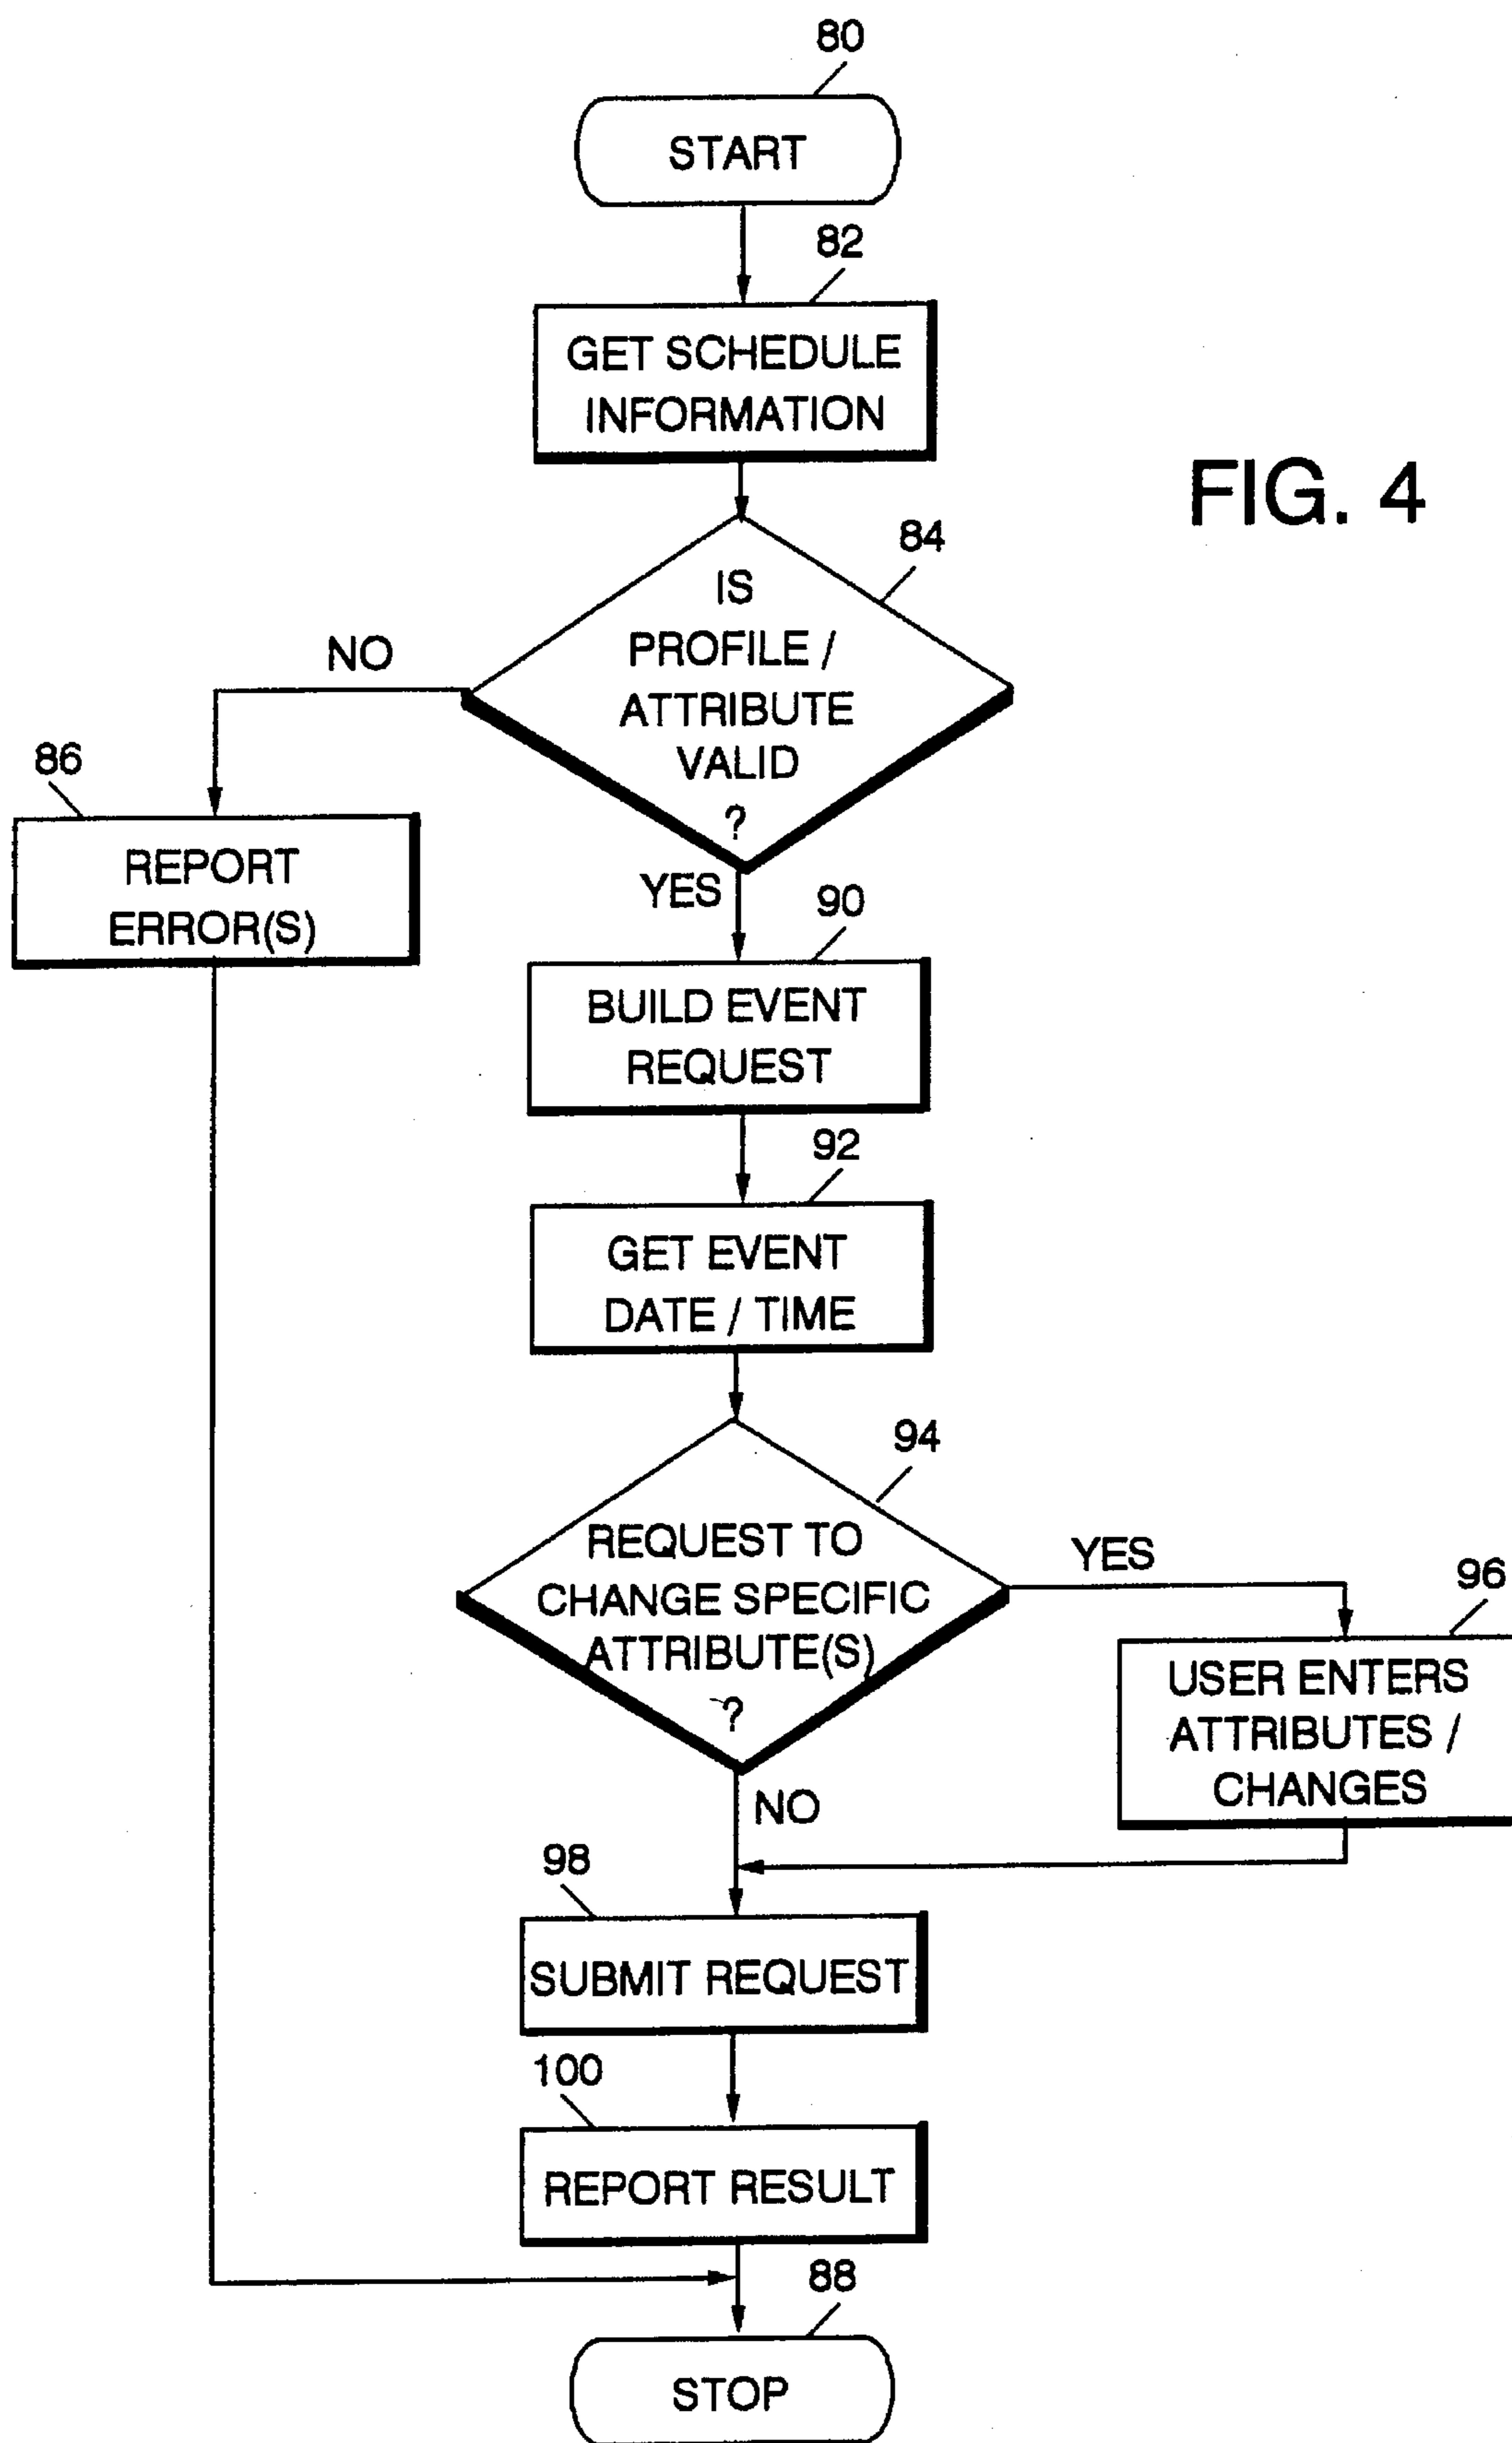 80
START
82
GET SCHEDULE
INFORMATION
FIG. 4
84
IS
PROFILE /
ATTRIBUTE
VALID
?
NO
86
REPORT
ERROR(S)
YES
90
BUILD EVENT
REQUEST
92
GET EVENT
DATE / TIME
94
REQUEST TO
CHANGE SPECIFIC
ATTRIBUTE(S)
?
YES
96
USER ENTERS
ATTRIBUTES /
CHANGES
NO
98
SUBMIT REQUEST
100
REPORT RESULT
88
STOP